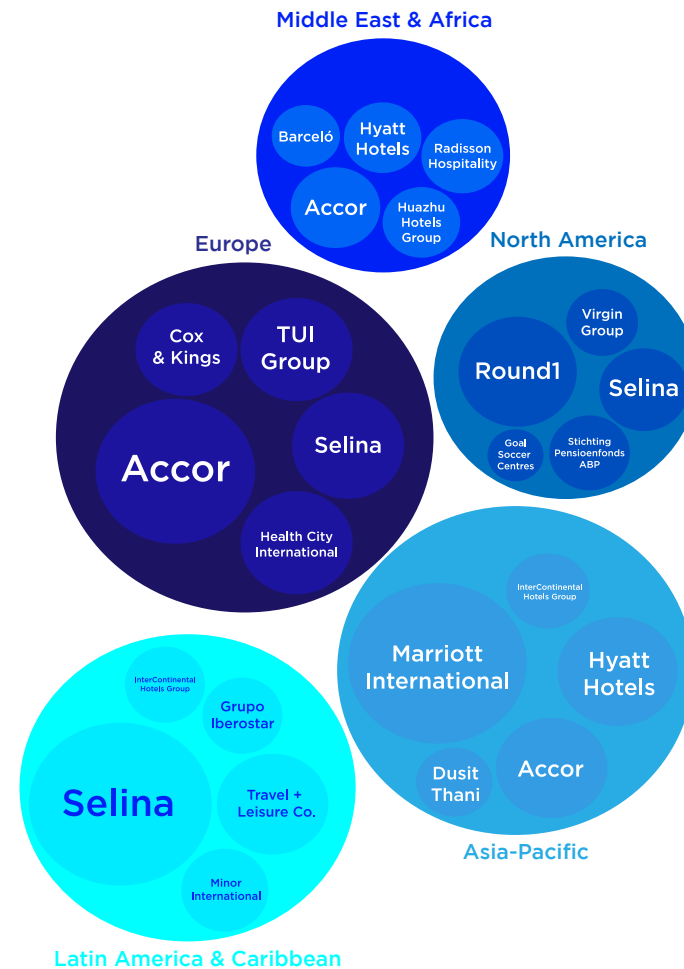 Middle East & Africa
Barceló
Hyatt
Hotels
Radisson
Hospitality
Accor
Huazhu
Hotels
Group
Europe
Cox
& Kings
TUI
Group
Accor
Selina
Health City
International
North America
Virgin
Group
Round1
Selina
Goal
Soccer
Centres
Stichting
Pensioenfonds
ABP
InterContinental
Hotels Group
Marriott
International
Hyatt
Hotels
Accor
Dusit
Thani
Asia-Pacific
InterContinental
Hotels Group
Grupo
Iberostar
Selina
Travel +
Leisure Co.
Minor
International
Latin America & Caribbean